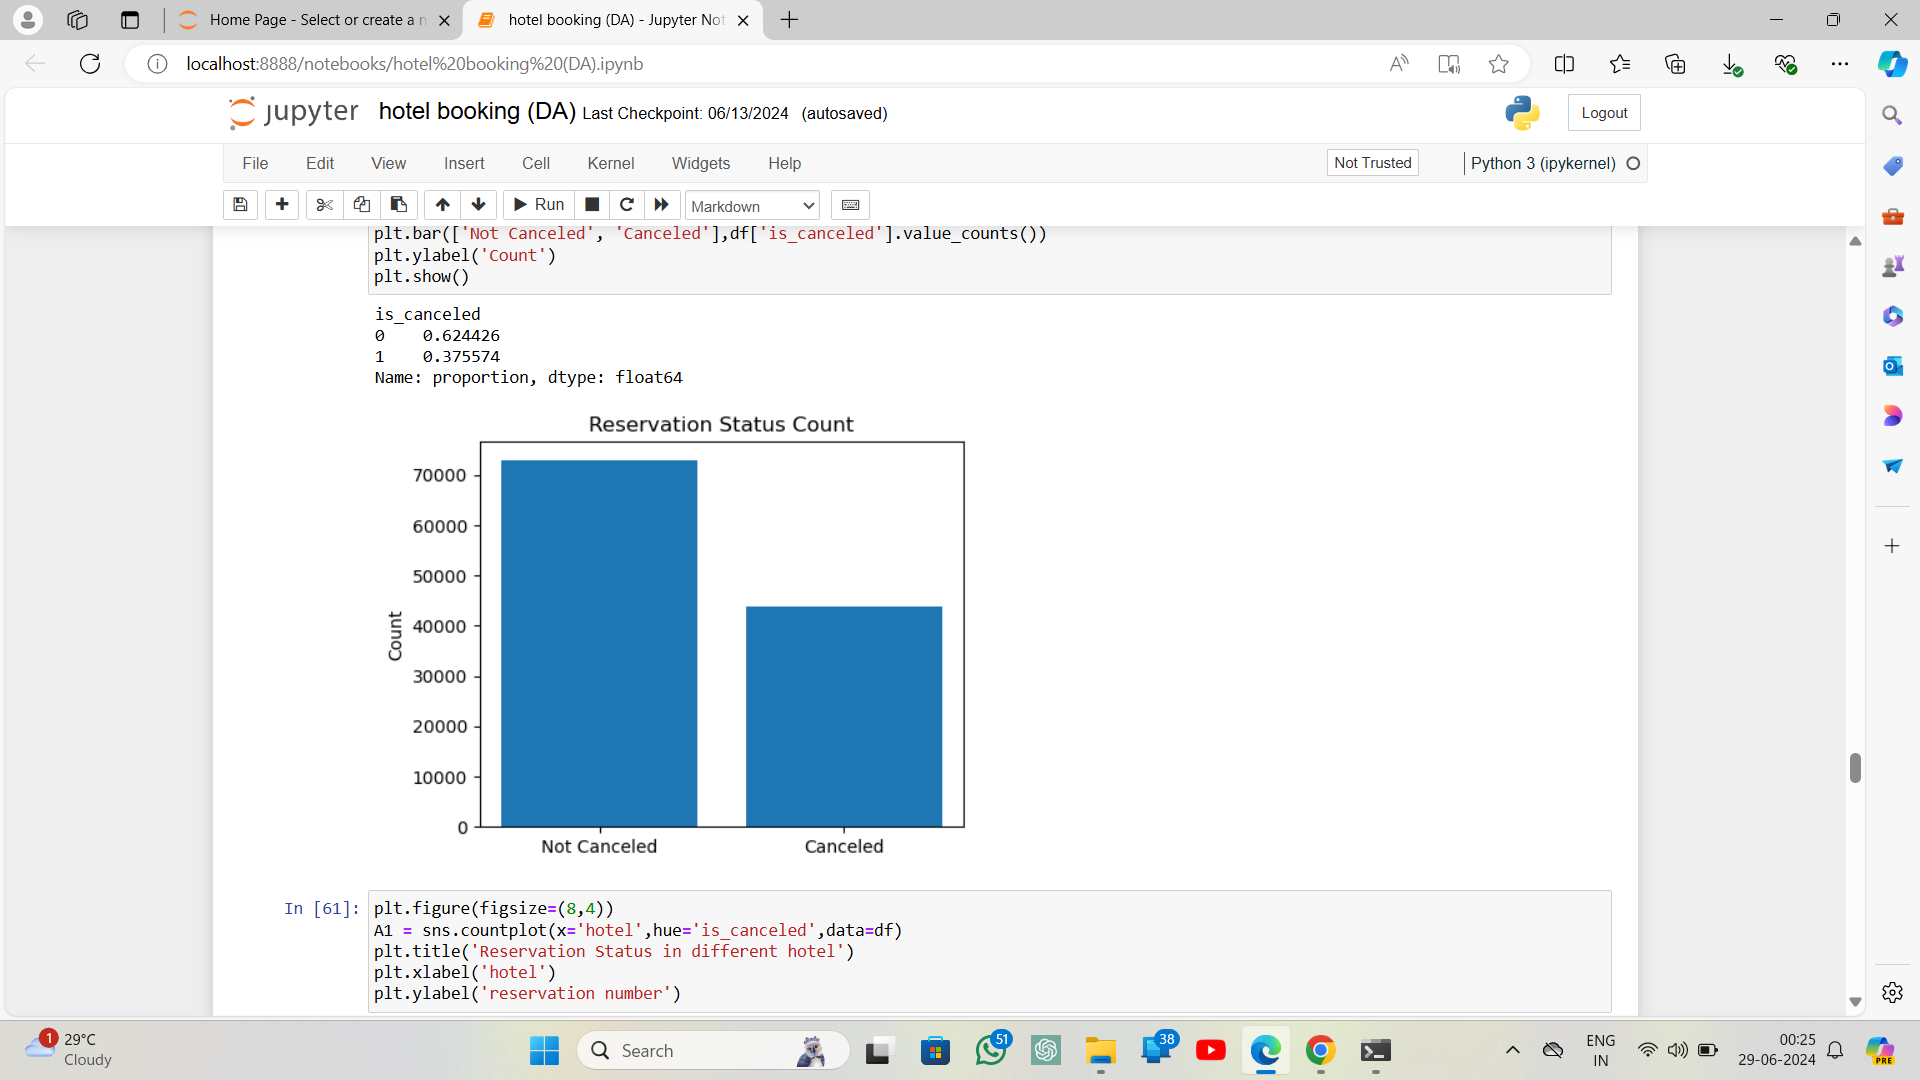 Home Page - Select or create a n
hotel booking (DA) - Jupyter Not
localhost:8888/notebooks/hotel%20booking%20(DA).ipynb
jupyter hotel booking (DA) Last Checkpoint: 06/13/2024 (autosaved)
Logout
File Edit View Insert Cell Kernel Widgets Help
Not Trusted
Python 3 (ipykernel)
Run
Markdown
plt.bar(['Not Canceled', 'Canceled'],df['is_canceled'].value_counts())
plt.ylabel('Count')
plt.show()
is_canceled
0    0.624426
1    0.375574
Name: proportion, dtype: float64
Reservation Status Count
70000
60000
50000
40000
30000
20000
10000
0
Count
Not Canceled
Canceled
In [61]:
plt.figure(figsize=(8,4))
A1 = sns.countplot(x='hotel',hue='is_canceled',data=df)
plt.title('Reservation Status in different hotel')
plt.xlabel('hotel')
plt.ylabel('reservation number')
1
29°C
Cloudy
Search
51
38
ENG
IN
00:25
29-06-2024
PRE